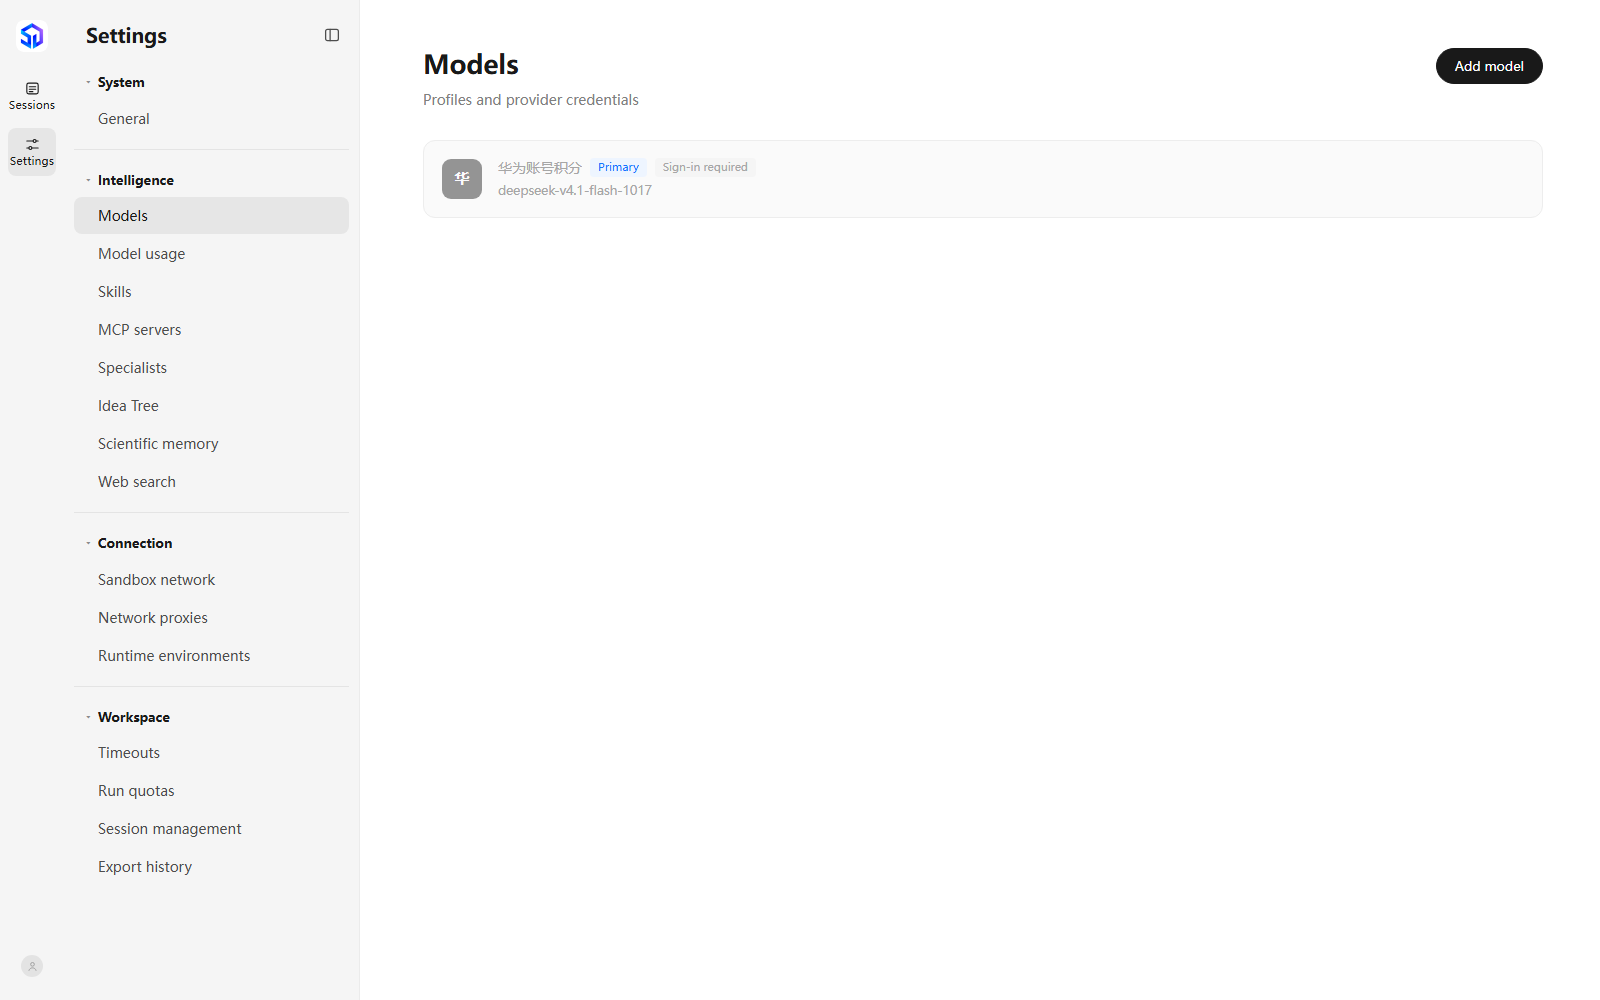 Sessions
Settings
Settings
System
General
Intelligence
Models
Model usage
Skills
MCP servers
Specialists
Idea Tree
Scientific memory
Web search
Connection
Sandbox network
Network proxies
Runtime environments
Workspace
Timeouts
Run quotas
Session management
Export history
Models
Profiles and provider credentials
Add model
华
华为账号积分 Primary Sign-in required
deepseek-v4.1-flash-1017